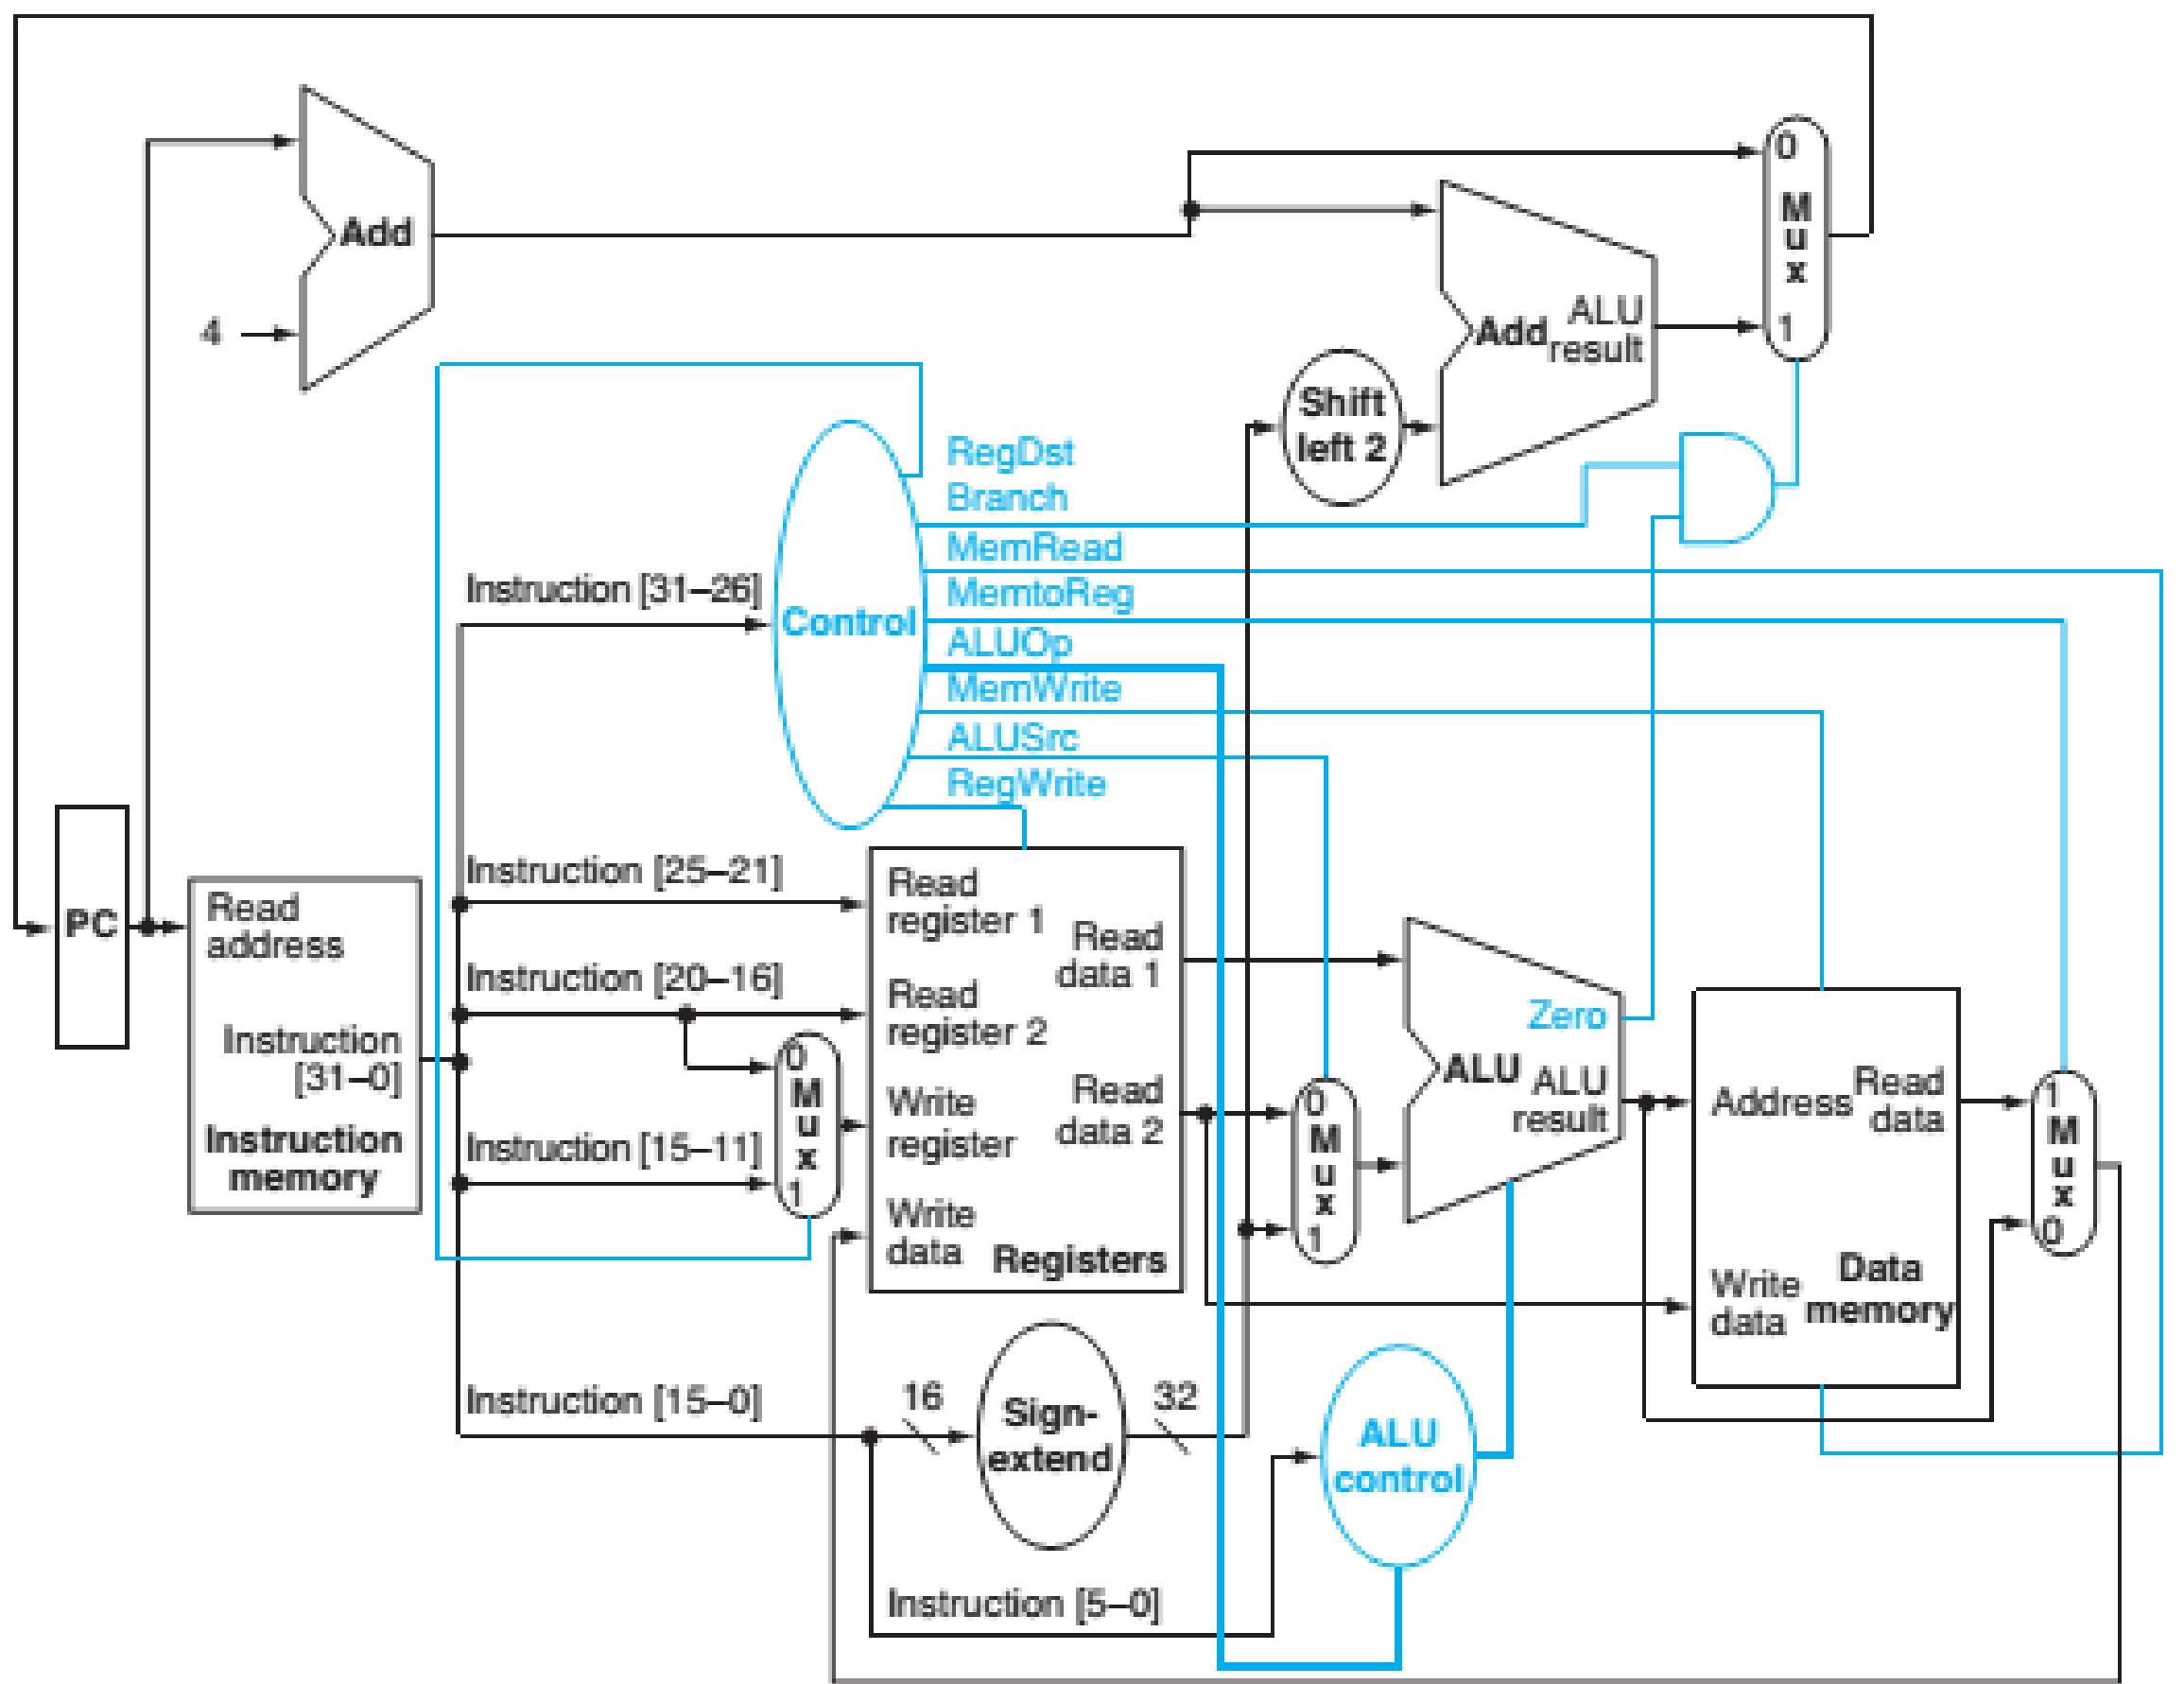 0
M
u
x
1
Add
4
Add ALU
result
Shift
left 2
RegDst
Branch
MemRead
MemtoReg
ALUOp
MemWrite
ALUSrc
RegWrite
Control
Instruction [31–26]
Instruction [25–21]
Instruction [20–16]
Instruction [15–11]
Instruction [15–0]
Instruction [5–0]
PC
Read
address
Instruction
[31–0]
Instruction
memory
0
M
u
x
1
Read
register 1
Read
register 2
Write
register
Write
data
Read
data 1
Read
data 2
Registers
0
M
u
x
1
Zero
ALU
ALU
result
Address
Read
data
Write
data
Data
memory
1
M
u
x
0
16
Sign-
extend
32
ALU
control